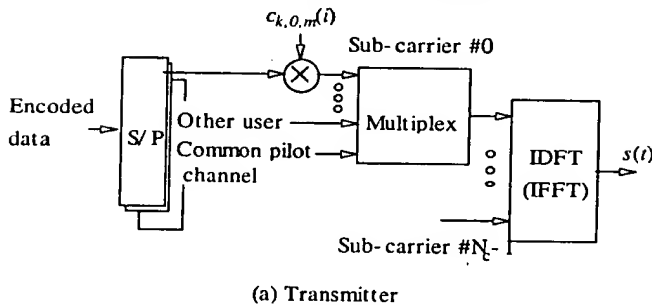 c_{k,0,m}(i)
Sub-carrier #0
Encoded
data
S/P
Other user
Common pilot
channel
Multiplex
IDFT
(IFFT)
s(t)
Sub-carrier #N_c-1
(a) Transmitter